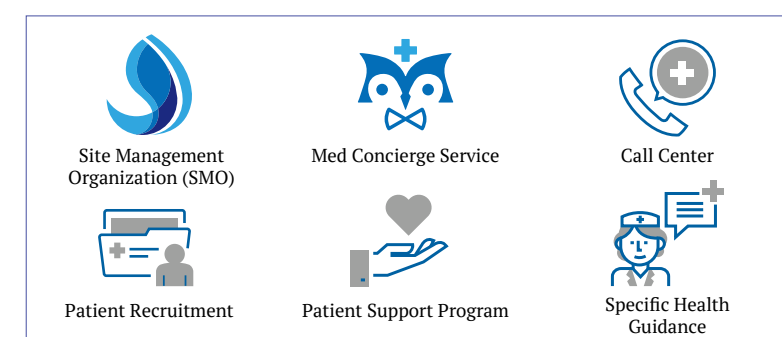 Site Management
Organization (SMO)
Med Concierge Service
Call Center
Patient Recruitment
Patient Support Program
Specific Health
Guidance